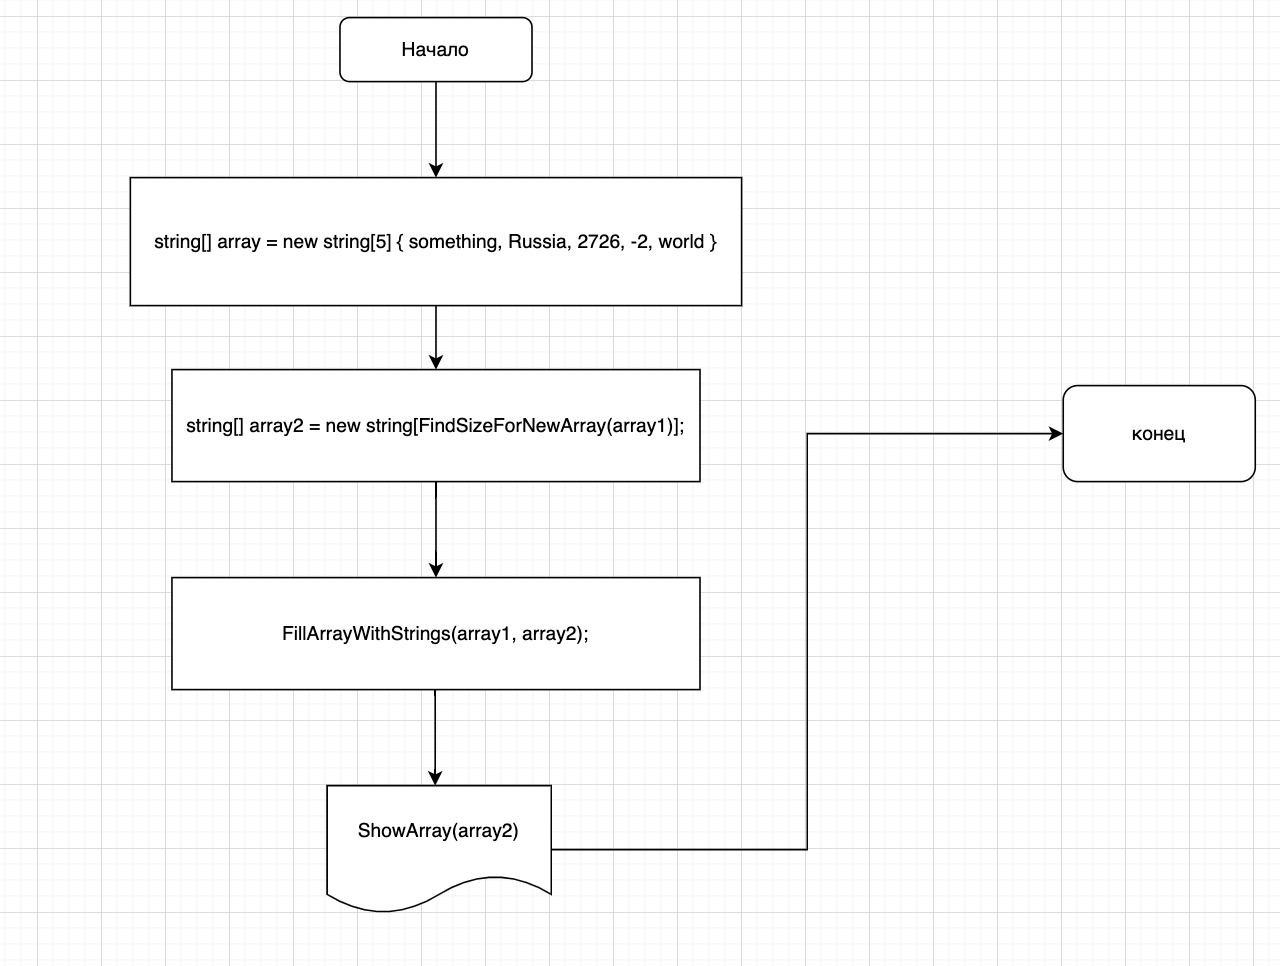 Начало
string[] array = new string[5] { something, Russia, 2726, -2, world }
string[] array2 = new string[FindSizeForNewArray(array1)];
FillArrayWithStrings(array1, array2);
ShowArray(array2)
конец